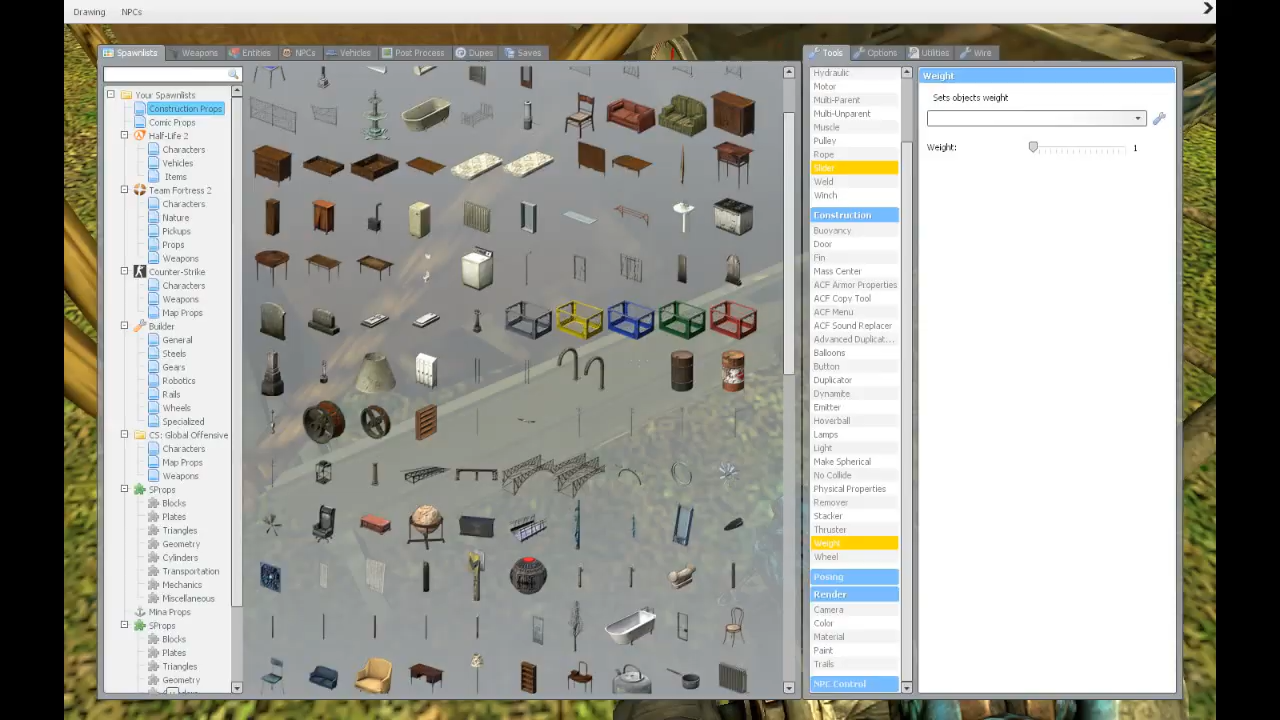 Drawing NPCs
Spawnlists Weapons Entities NPCs Vehicles Post Process Dupes Saves
Your Spawnlists
Construction Props
Comic Props
Half-Life 2
Characters
Vehicles
Items
Team Fortress 2
Characters
Nature
Pickups
Props
Weapons
Counter-Strike
Characters
Weapons
Map Props
Builder
General
Steels
Gears
Robotics
Rails
Wheels
Specialized
CS: Global Offensive
Characters
Map Props
Weapons
SProps
Blocks
Plates
Triangles
Geometry
Cylinders
Transportation
Mechanics
Miscellaneous
Mina Props
SProps
Blocks
Plates
Triangles
Geometry
Tools Options Utilities Wire
Hydraulic
Motor
Multi-Parent
Multi-Unparent
Muscle
Pulley
Rope
Slider
Weld
Winch
Construction
Buoyancy
Door
Fin
Mass Center
ACF Armor Properties
ACF Copy Tool
ACF Menu
ACF Sound Replacer
Advanced Duplicat...
Balloons
Button
Duplicator
Dynamite
Emitter
Hoverball
Lamps
Light
Make Spherical
No Collide
Physical Properties
Remover
Stacker
Thruster
Weight
Wheel
Posing
Render
Camera
Color
Material
Paint
Trails
NPC Control
Weight
Sets objects weight
Weight: 1